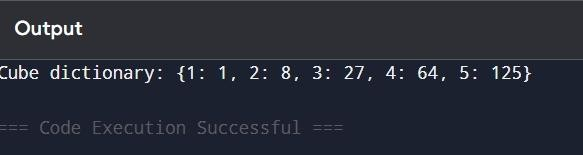 Output
Cube dictionary: {1: 1, 2: 8, 3: 27, 4: 64, 5: 125}
=== Code Execution Successful ===